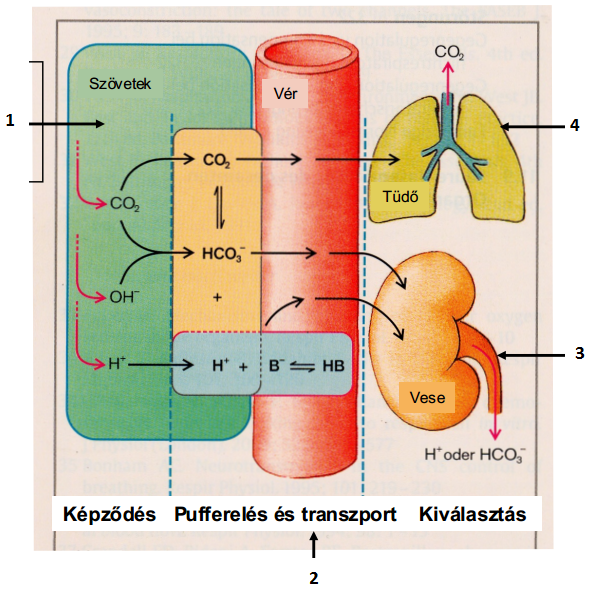 CO₂
Szövetek
Vér
1
4
CO₂
Tüdő
CO₂
HCO₃⁻
OH⁻
+
H⁺
H⁺ + B⁻ ⇌ HB
3
Vese
H⁺oder HCO₃⁻
Képződés Pufferelés és transzport Kiválasztás
2